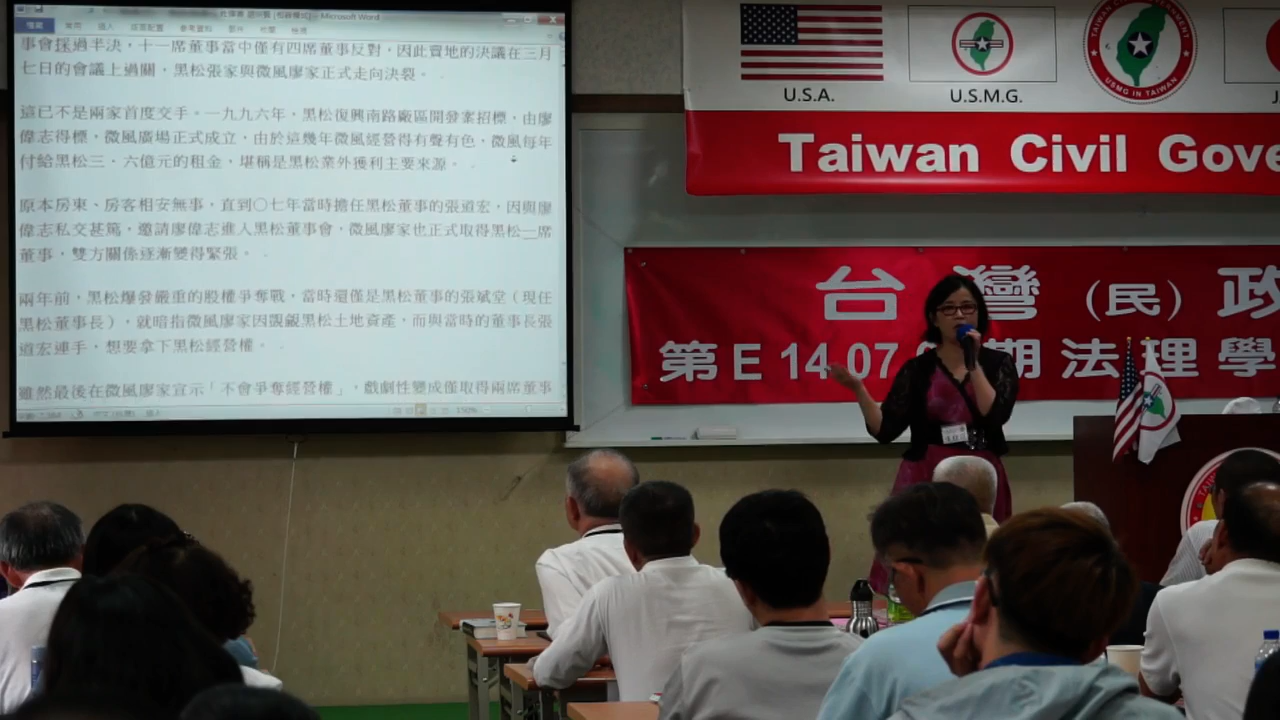 Microsoft Word
事會採過半決，十一席董事當中僅有四席董事反對，因此賣地的決議在三月
七日的會議上過關，黑松張家與微風廖家正式走向決裂。
這已不是兩家首度交手。一九九六年，黑松復興南路廠區開發案招標，由廖
偉志得標，微風廣場正式成立，由於這幾年微風經營得有聲有色，微風每年
付給黑松三、六億元的租金，堪稱是黑松業外獲利主要來源。
原本房東、房客相安無事，直到〇七年當時擔任黑松董事的張道宏，因與廖
偉志私交甚篤，邀請廖偉志進入黑松董事會，微風廖家也正式取得黑松一席
董事，雙方關係逐漸變得緊張。
兩年前，黑松爆發嚴重的股權爭奪戰，當時還僅是黑松董事的張斌堂（現任
黑松董事長），就暗指微風廖家因覬覦黑松土地資產，而與當時的董事長張
道宏連手，想要拿下黑松經營權。
雖然最後在微風廖家宣示「不會爭奪經營權」，戲劇性變成僅取得兩席董事
150%
U.S.A.
U.S.M.G.
TAIWAN CIVIL GOVERNMENT
USMG IN TAIWAN
J
Taiwan Civil Gove
台灣（民）政
第E1407 期法理學